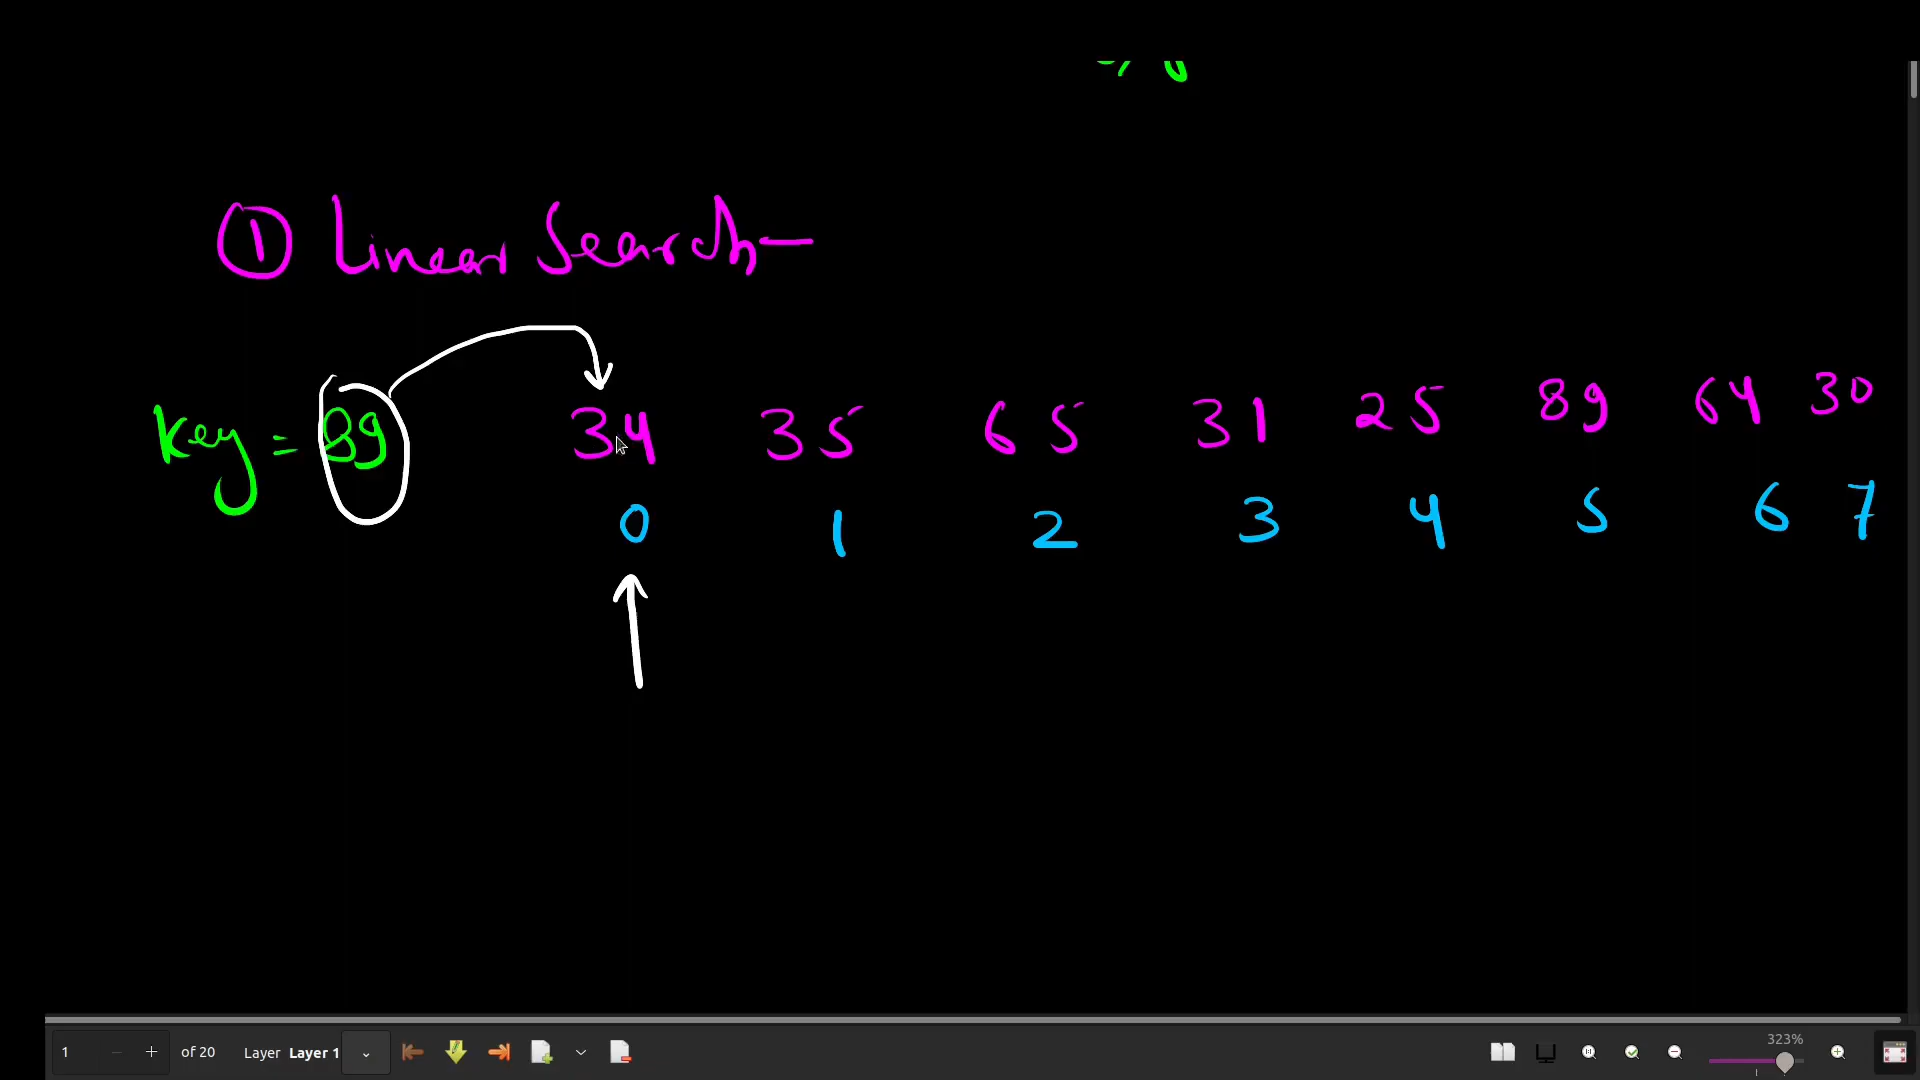 ① Linear Search-
key = 89 34 35 65 31 25 89 64 30
0 1 2 3 4 5 6 7
1 of 20 Layer Layer 1 323%